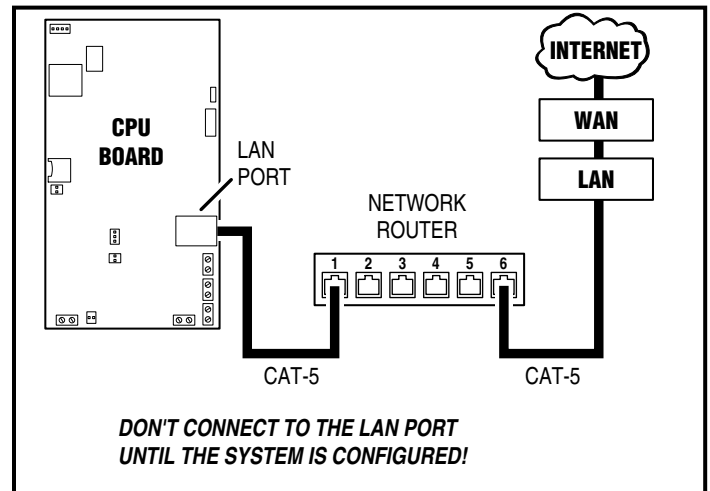 INTERNET
WAN
LAN
CPU
BOARD
LAN
PORT
NETWORK
ROUTER
1 2 3 4 5 6
CAT-5
CAT-5
DON'T CONNECT TO THE LAN PORT
UNTIL THE SYSTEM IS CONFIGURED!